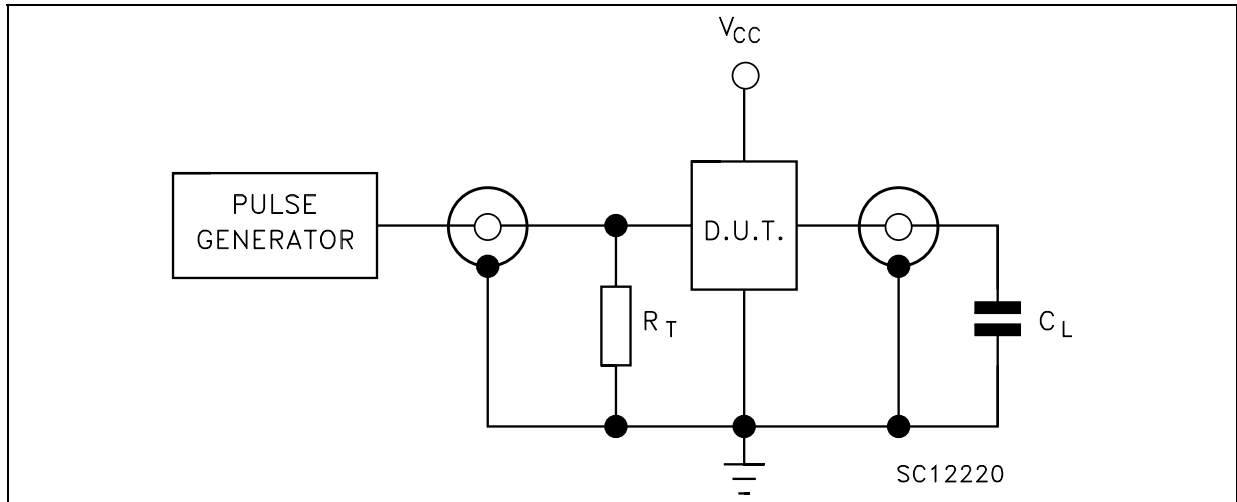 VCC
PULSE
GENERATOR
D.U.T.
RT
CL
SC12220